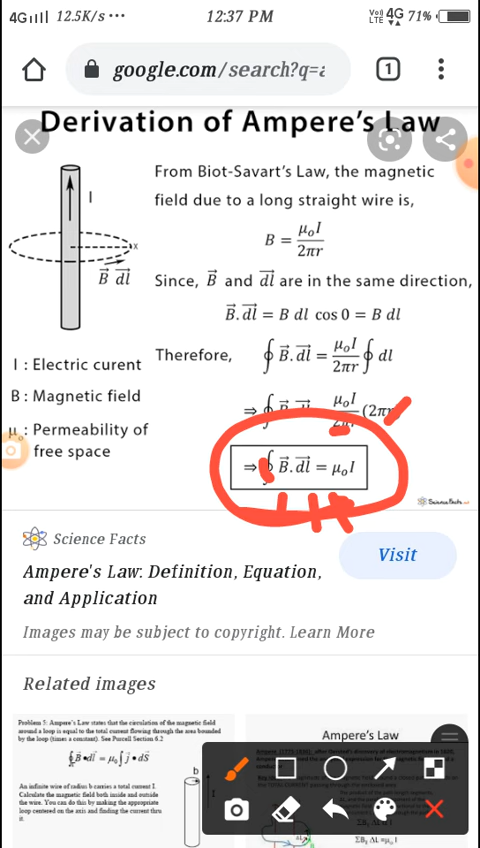 4G 12.5K/s ··· 12:37 PM VoD LTE 4G 71%
google.com/search?q=a 1
Derivation of Ampere's Law
From Biot-Savart's Law, the magnetic
field due to a long straight wire is,
I
B = μ₀I / 2πr
x
B⃗ dl⃗
Since, B⃗ and dl⃗ are in the same direction,
B⃗.dl⃗ = B dl cos 0 = B dl
I : Electric curent
Therefore, ∮ B⃗.dl⃗ = μ₀I / 2πr ∮ dl
B : Magnetic field
⇒ ∮ μ₀I (2πr
μ₀ : Permeability of
free space
⇒ ∮ B⃗.dl⃗ = μ₀I
Science Facts
Science Facts
Visit
Ampere's Law: Definition, Equation,
and Application
Images may be subject to copyright. Learn More
Related images
Problem 5: Ampere's Law states that the circulation of the magnetic field
around a loop is equal to the total current flowing through the area bounded
by the loop (times a constant). See Purcell Section 6.2
∮B⃗•dl⃗ = μ₀∫j⃗•dS⃗
An infinite wire of radius b carries a total current I.
Calculate the magnetic field both inside and outside
the wire. You can do this by making the appropriate
loop centered on the axis and finding the current thru
it.
b
I
Ampere's Law
ΣB∥ ΔL = μ₀I